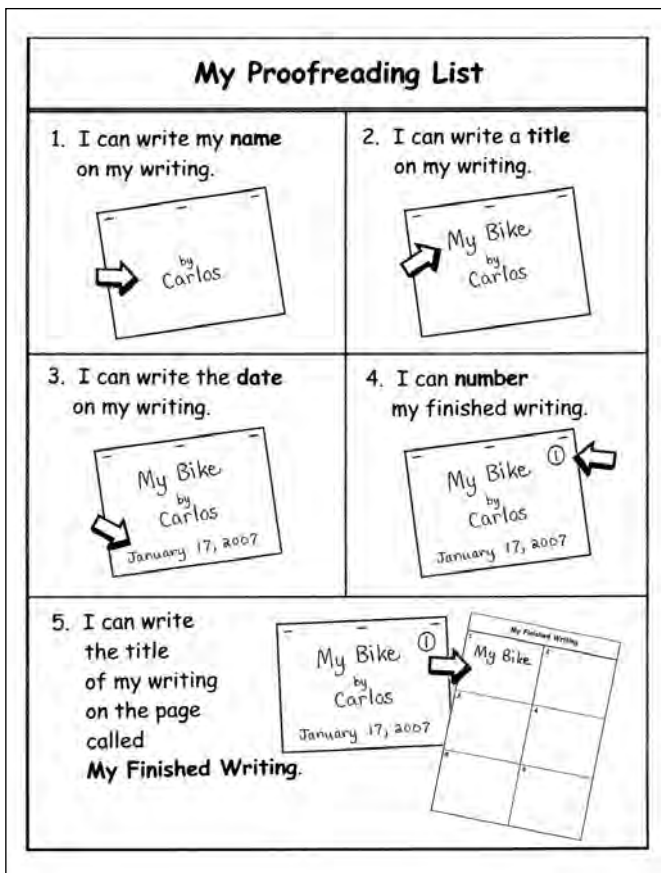 My Proofreading List
1. I can write my name
on my writing.
by
Carlos
2. I can write a title
on my writing.
My Bike
by
Carlos
3. I can write the date
on my writing.
My Bike
by
Carlos
January 17, 2007
4. I can number
my finished writing.
1
My Bike
by
Carlos
January 17, 2007
5. I can write
the title
of my writing
on the page
called
My Finished Writing.
1
My Bike
by
Carlos
January 17, 2007
My Finished Writing
1
My Bike
2
3
4